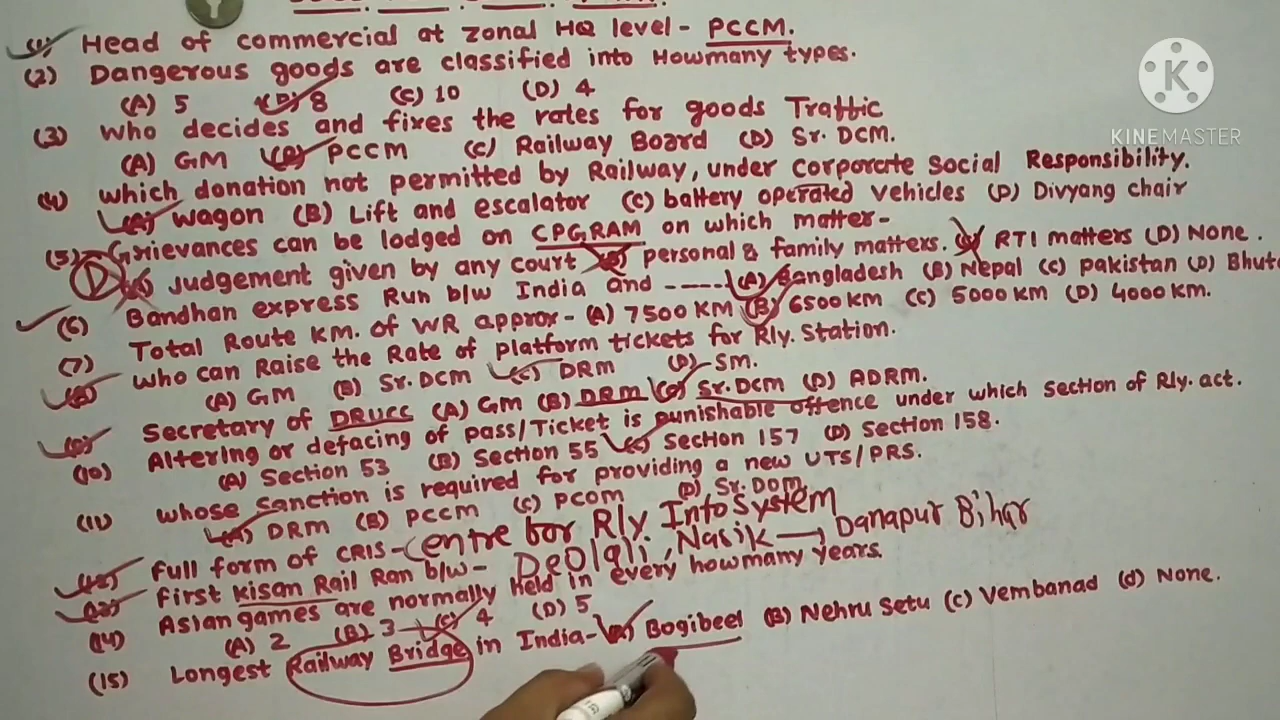 (1) Head of commercial at zonal HQ level - PCCM.
(2) Dangerous goods are classified into Howmany types.
(A) 5 (B) 8 (C) 10 (D) 4
(3) who decides and fixes the rates for goods Traffic
(A) GM (B) PCCM (C) Railway Board (D) Sr. DCM.
(4) which donation not permitted by Railway, under corporate social Responsibility.
(A) wagon (B) Lift and escalator (C) battery operated vehicles (D) Divyang chair
(5) Grievances can be lodged on CPGRAM on which matter-
D (A) judgement given by any court (B) personal & family matters. (C) RTI matters (D) None.
(6) Bandhan express Run b/w India and ----- (A) Bangladesh (B) Nepal (C) Pakistan (D) Bhuta
(7) Total Route KM. of WR approx - (A) 7500 KM (B) 6500 KM (C) 5000 KM (D) 4000 KM.
(8) who can Raise the Rate of platform tickets for Rly. Station.
(A) GM (B) Sr. DCM (C) DRM (D) SM.
(9) Secretary of DRUCC (A) GM (B) DRM (C) Sr. DCM (D) ADRM.
(10) Altering or defacing of pass/Ticket is punishable offence under which section of Rly. act.
(A) Section 53 (B) Section 55 (C) Section 157 (D) Section 158.
(11) whose sanction is required for providing a new UTS/PRS.
(A) DRM (B) PCCM (C) PCOM (D) Sr. DOM.
(12) Full form of CRIS - Centre for Rly. Info System
(13) First kisan Rail Ran b/w - Deolali, Nasik → Danapur Bihar
(14) Asian games are normally held in every howmany years.
(A) 2 (B) 3 (C) 4 (D) 5
(15) Longest Railway Bridge in India - (A) Bogibeel (B) Nehru Setu (C) Vembanad (d) None.
K
KINEMASTER